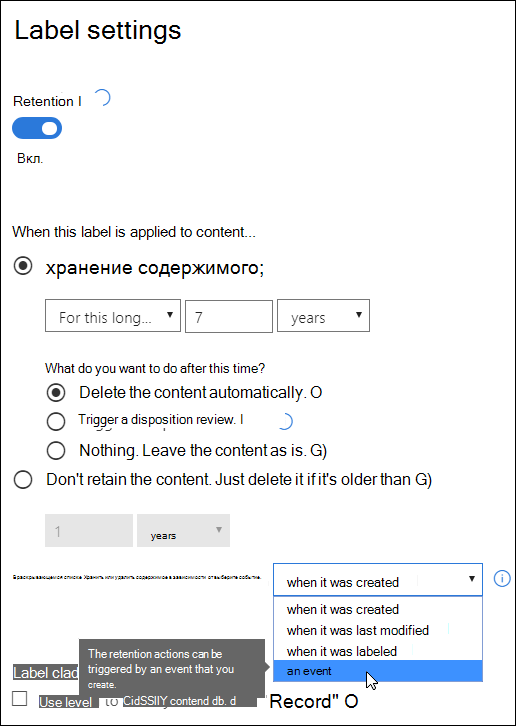 Label settings
Retention I
Вкл.
When this label is applied to content...
хранение содержимого;
For this long... 7 years
What do you want to do after this time?
Delete the content automatically. O
Trigger a disposition review. I
Nothing. Leave the content as is. G)
Don't retain the content. Just delete it if it's older than G)
1 years
В раскрывающемся списке Хранить или удалить содержимое в зависимости от выберите событие.
when it was created
when it was created
when it was last modified
when it was labeled
an event
The retention actions can be
triggered by an event that you
create.
Label clad
Use level to CidSSIIY contend db. d "Record" O